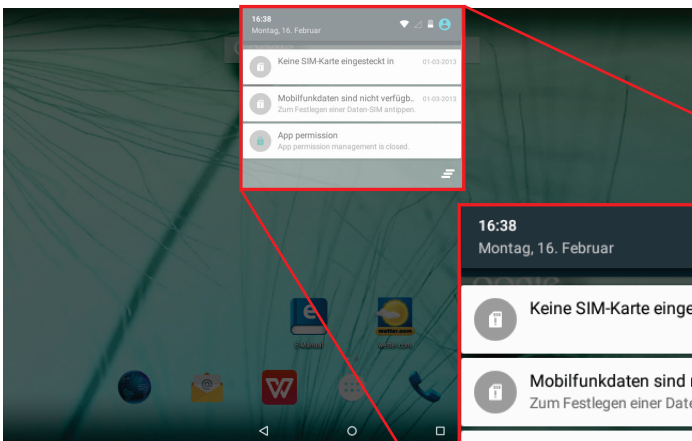 16:38
Montag, 16. Februar
Keine SIM-Karte eingesteckt in
01-03-2013
Mobilfunkdaten sind nicht verfügb..
01-03-2013
Zum Festlegen einer Daten-SIM antippen.
App permission
App permission management is closed.
e-Manual
wetter.com
16:38
Montag, 16. Februar
Keine SIM-Karte einge
Mobilfunkdaten sind
Zum Festlegen einer Date